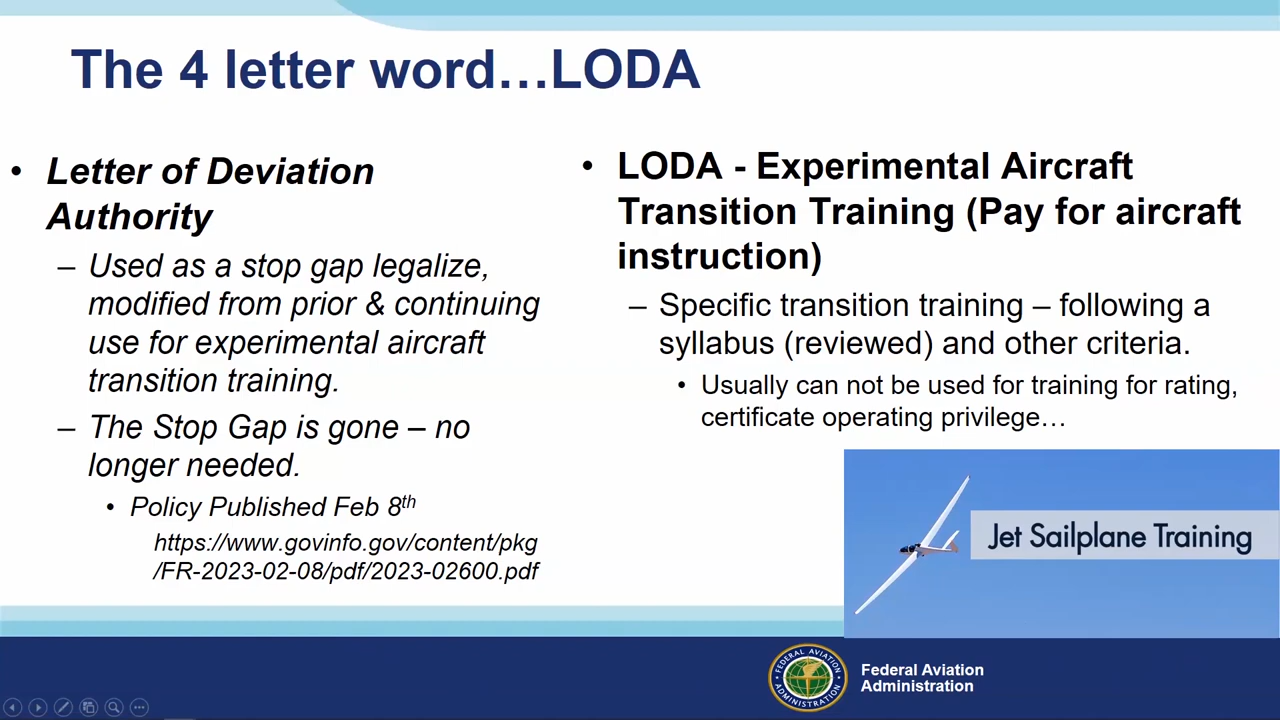 The 4 letter word…LODA
• Letter of Deviation
Authority
– Used as a stop gap legalize,
modified from prior & continuing
use for experimental aircraft
transition training.
– The Stop Gap is gone – no
longer needed.
• Policy Published Feb 8th
https://www.govinfo.gov/content/pkg
/FR-2023-02-08/pdf/2023-02600.pdf
• LODA - Experimental Aircraft
Transition Training (Pay for aircraft
instruction)
– Specific transition training – following a
syllabus (reviewed) and other criteria.
• Usually can not be used for training for rating,
certificate operating privilege…
Jet Sailplane Training
FEDERAL AVIATION
ADMINISTRATION
Federal Aviation
Administration